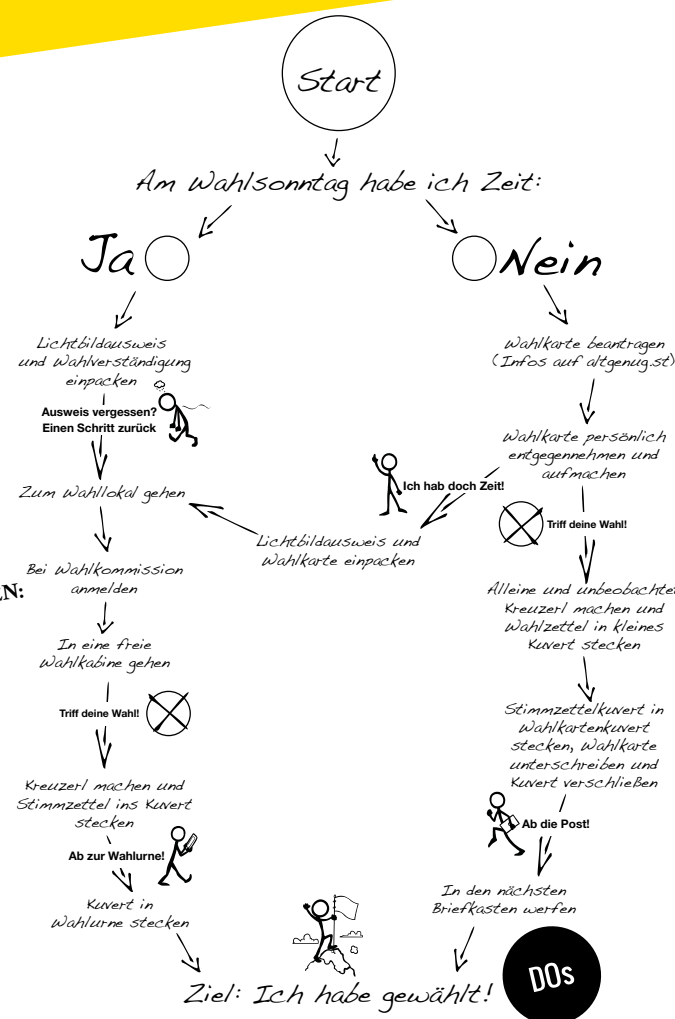 Start
Am Wahlsonntag habe ich Zeit:
Ja
Nein
Lichtbildausweis
und Wahlverständigung
einpacken
Ausweis vergessen?
Einen Schritt zurück
Zum Wahllokal gehen
Bei Wahlkommission
anmelden
In eine freie
Wahlkabine gehen
Triff deine Wahl!
Kreuzerl machen und
Stimmzettel ins Kuvert
stecken
Ab zur Wahlurne!
Kuvert in
Wahlurne stecken
Wahlkarte beantragen
(Infos auf altgenug.st)
Wahlkarte persönlich
entgegennehmen und
aufmachen
Ich hab doch Zeit!
Lichtbildausweis und
Wahlkarte einpacken
Triff deine Wahl!
Alleine und unbeobachtet
Kreuzerl machen und
Wahlzettel in kleines
Kuvert stecken
Stimmzettelkuvert in
Wahlkartenkuvert
stecken, Wahlkarte
unterschreiben und
Kuvert verschließen
Ab die Post!
In den nächsten
Briefkasten werfen
Ziel: Ich habe gewählt!
DOs